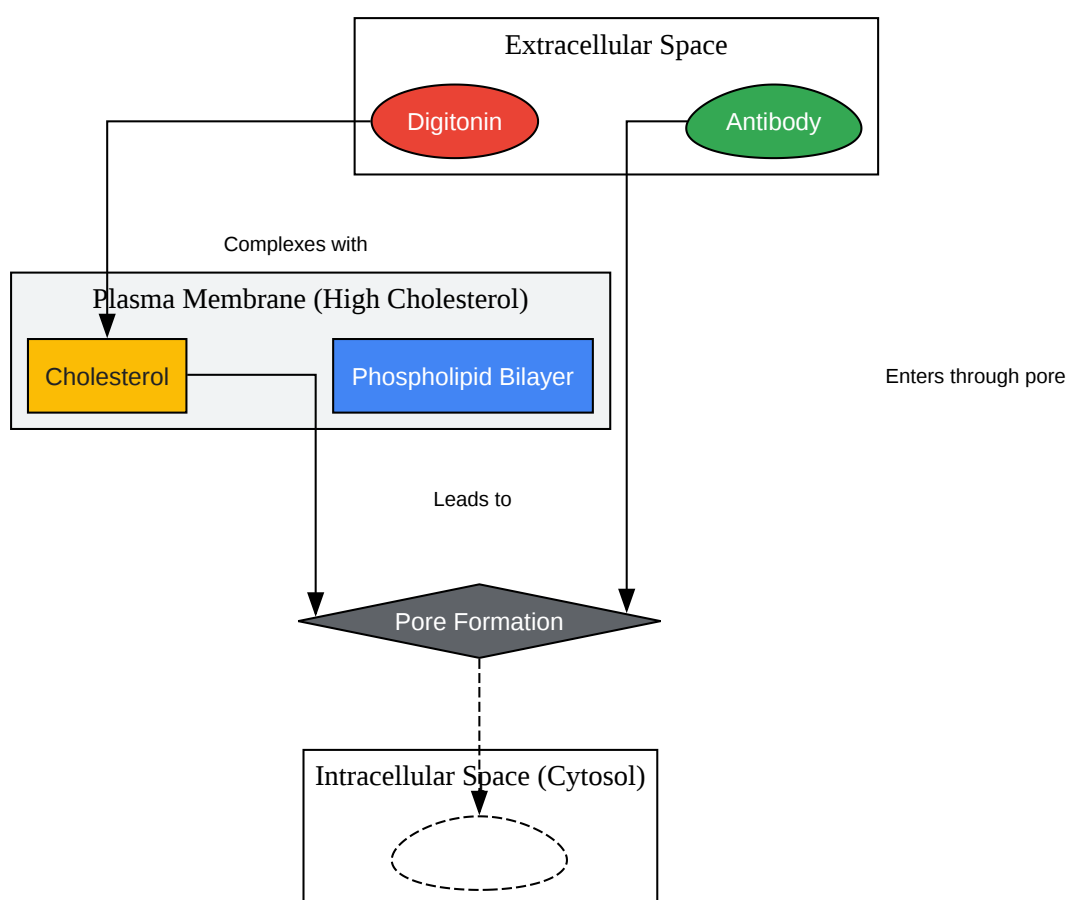 Extracellular Space
Digitonin
Antibody
Complexes with
Plasma Membrane (High Cholesterol)
Cholesterol
Phospholipid Bilayer
Enters through pore
Leads to
Pore Formation
Intracellular Space (Cytosol)